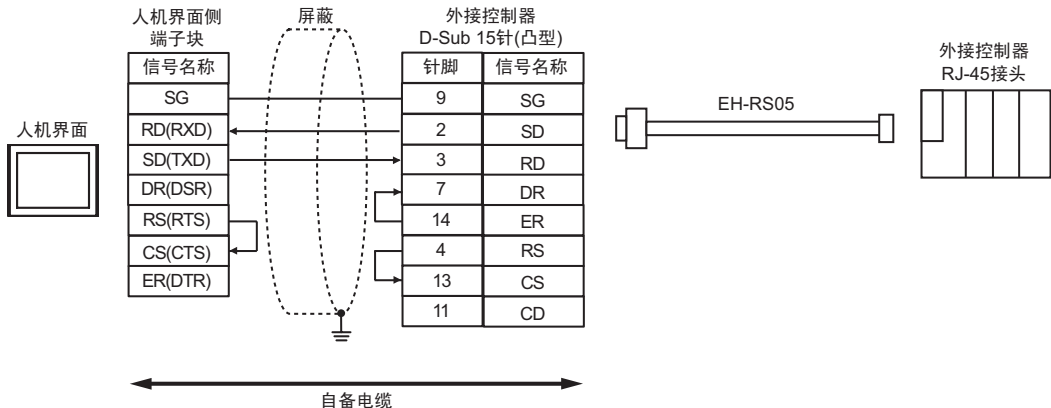 人机界面
人机界面侧
端子块
信号名称
SG
RD(RXD)
SD(TXD)
DR(DSR)
RS(RTS)
CS(CTS)
ER(DTR)
屏蔽
外接控制器
D-Sub 15针(凸型)
针脚 信号名称
9 SG
2 SD
3 RD
7 DR
14 ER
4 RS
13 CS
11 CD
自备电缆
EH-RS05
外接控制器
RJ-45接头